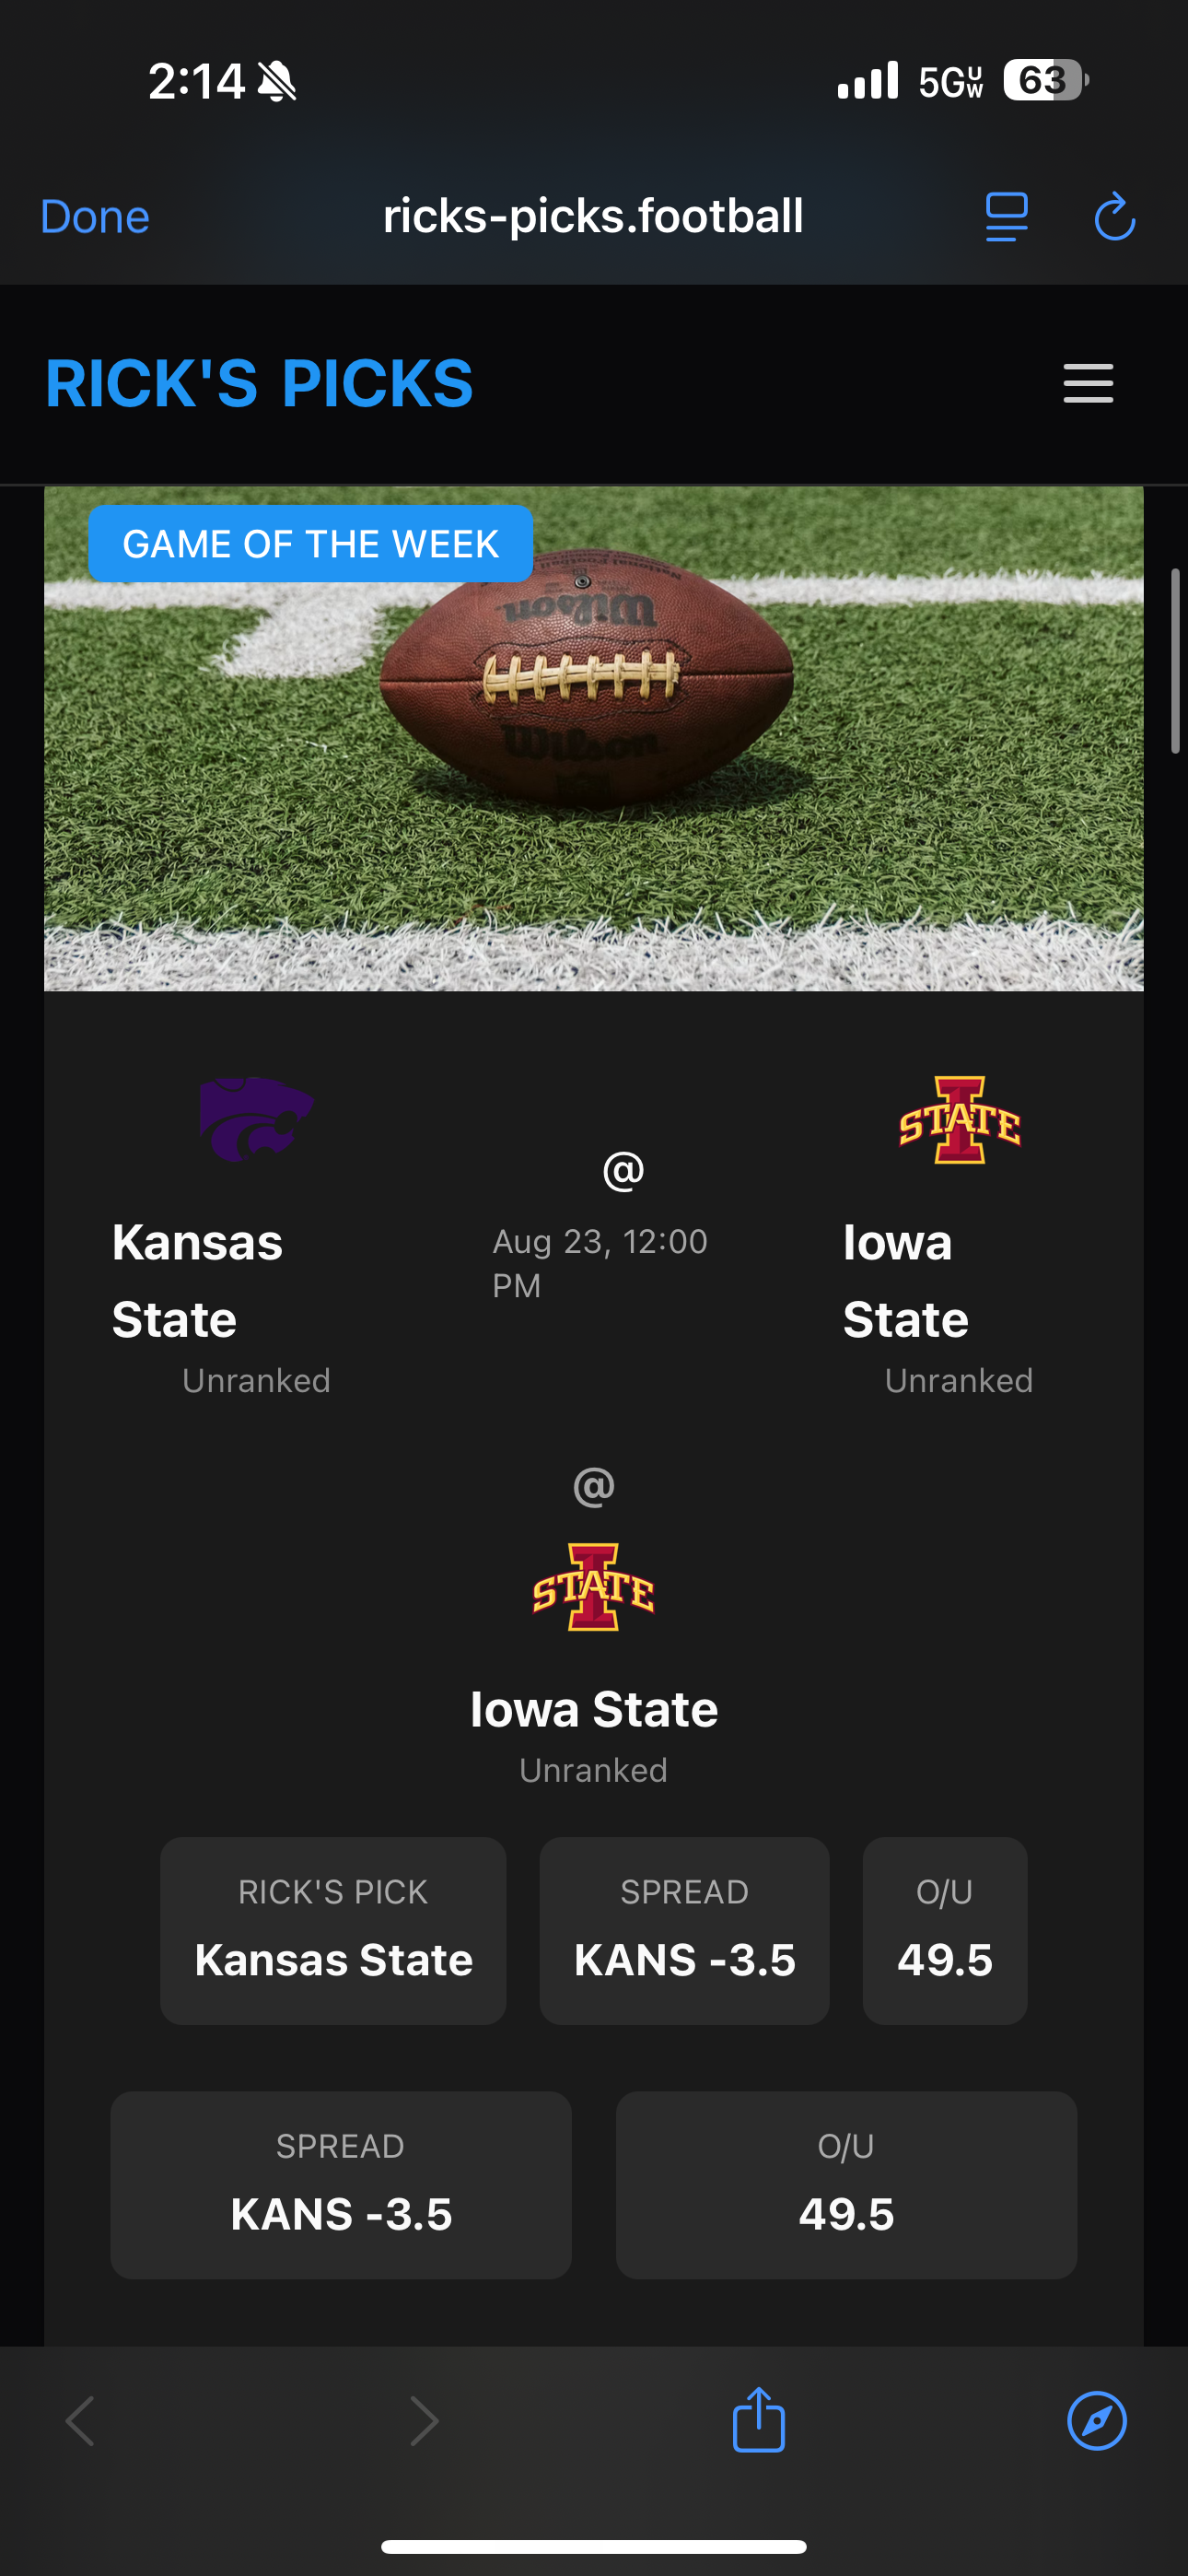 2:14
5G UW
63
Done
ricks-picks.football
RICK'S PICKS
GAME OF THE WEEK
National Football
Wilson
Wilson
STATE
@
Kansas
State
Aug 23, 12:00
PM
Iowa
State
Unranked
Unranked
@
STATE
Iowa State
Unranked
RICK'S PICK
SPREAD
O/U
Kansas State
KANS -3.5
49.5
SPREAD
O/U
KANS -3.5
49.5